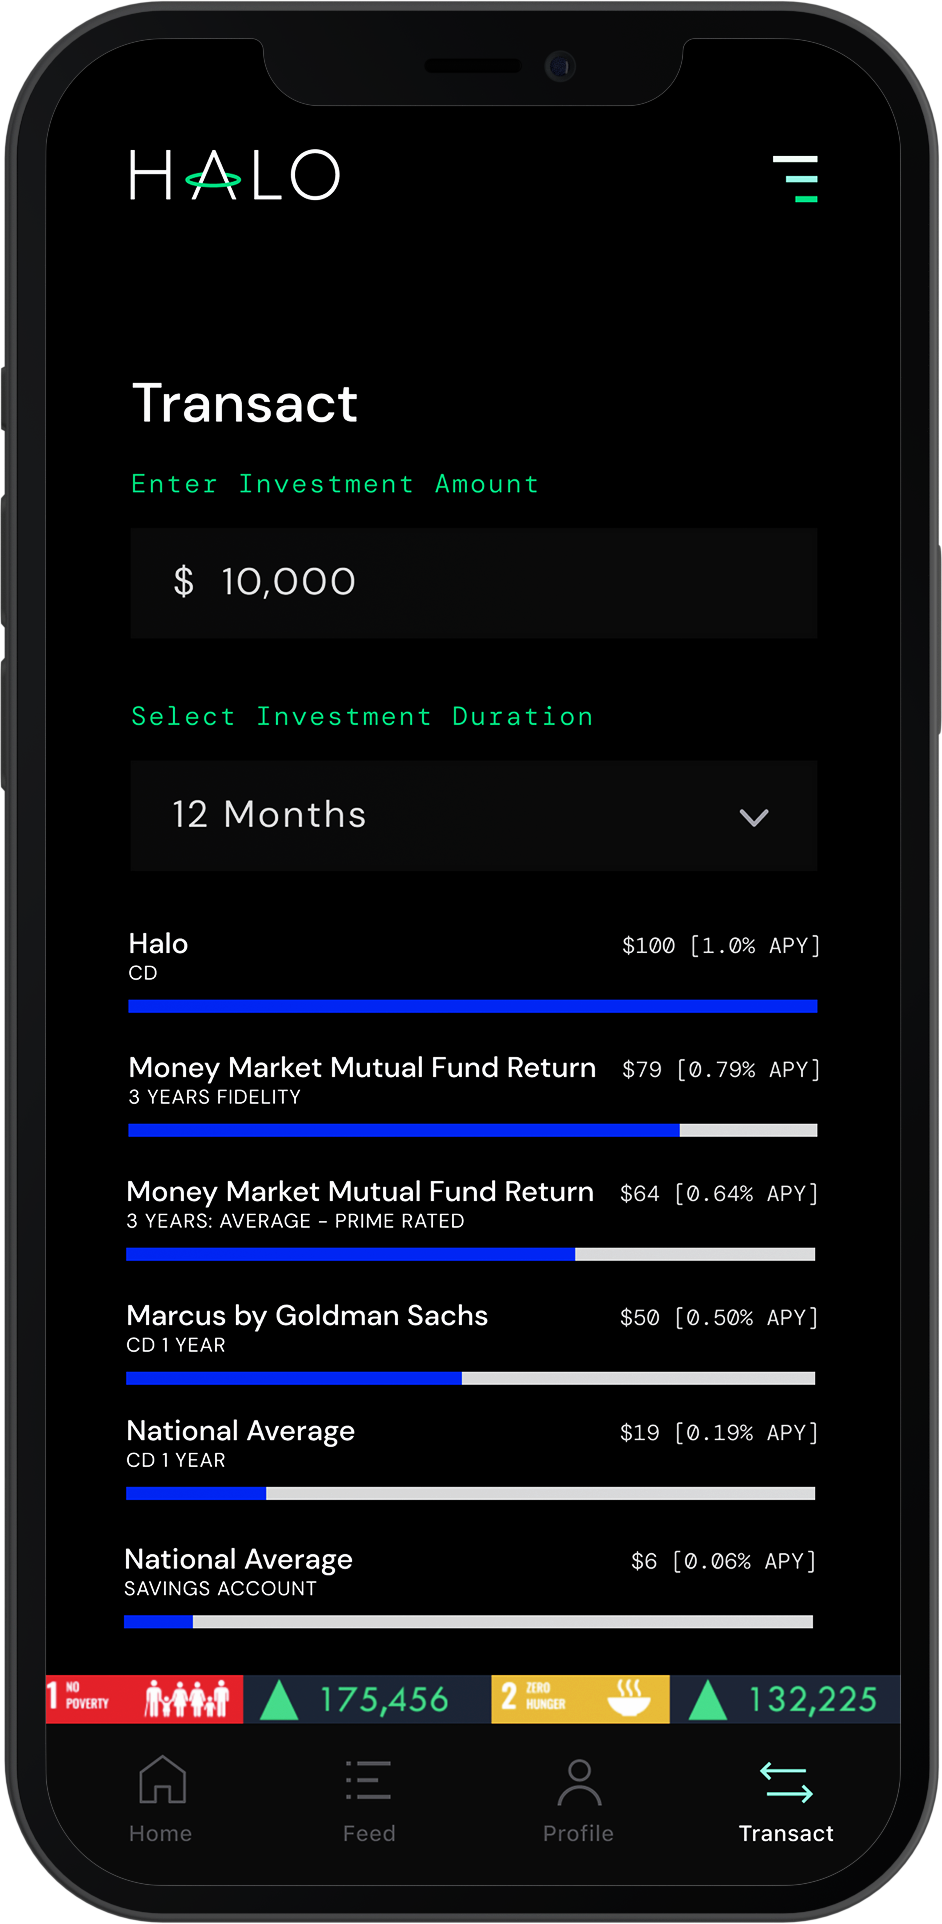 HALO
Transact
Enter Investment Amount
$ 10,000
Select Investment Duration
12 Months
Halo $100 [1.0% APY]
CD
Money Market Mutual Fund Return $79 [0.79% APY]
3 YEARS FIDELITY
Money Market Mutual Fund Return $64 [0.64% APY]
3 YEARS: AVERAGE - PRIME RATED
Marcus by Goldman Sachs $50 [0.50% APY]
CD 1 YEAR
National Average $19 [0.19% APY]
CD 1 YEAR
National Average $6 [0.06% APY]
SAVINGS ACCOUNT
1 NO
POVERTY
175,456
2 ZERO
HUNGER
132,225
Home Feed Profile Transact